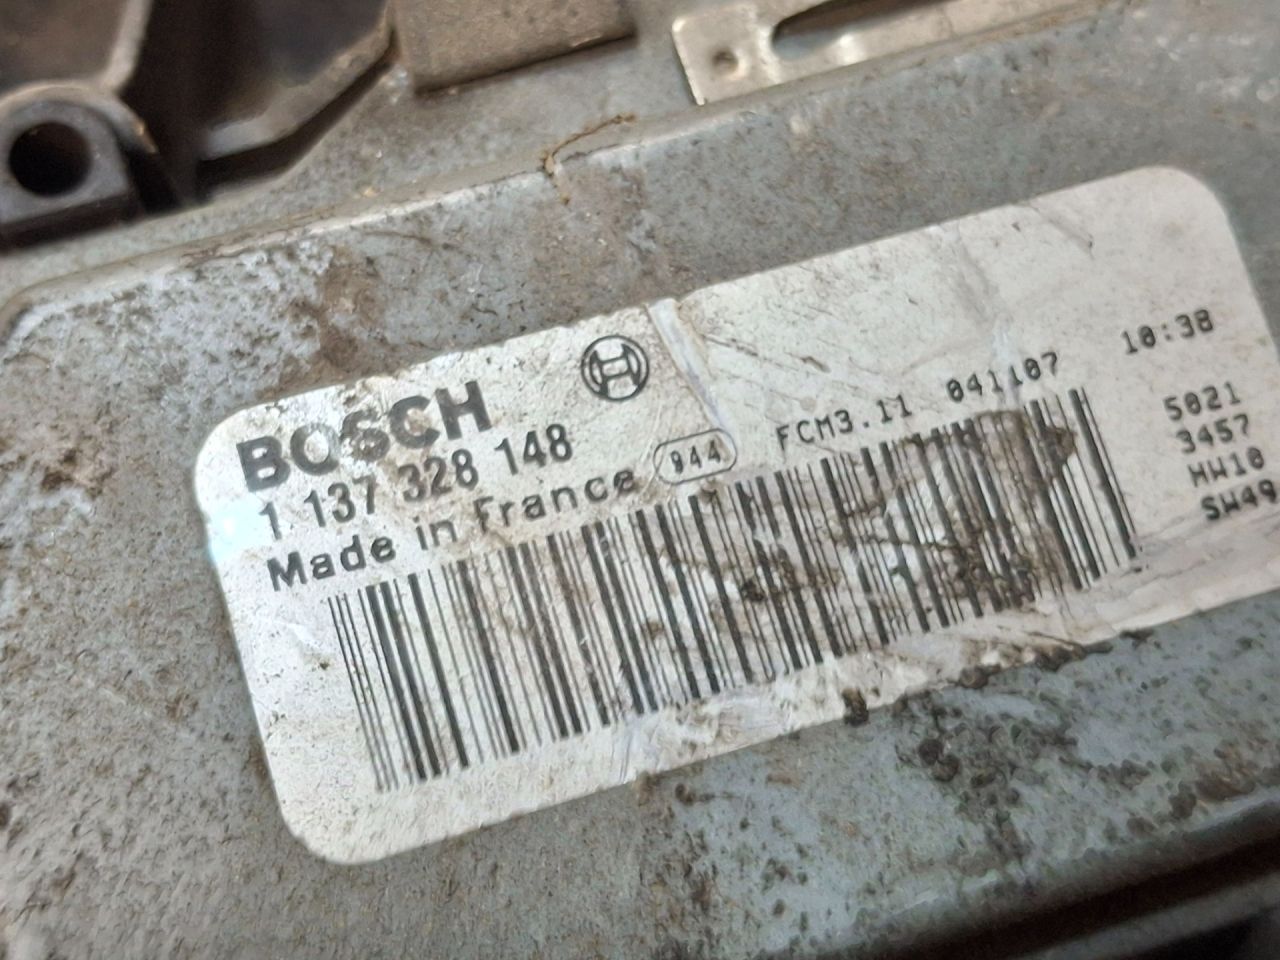 BOSCH
1 137 328 148
Made in France 944
FCM3.11 041107 10:38
5021
3457
HW10
SW49